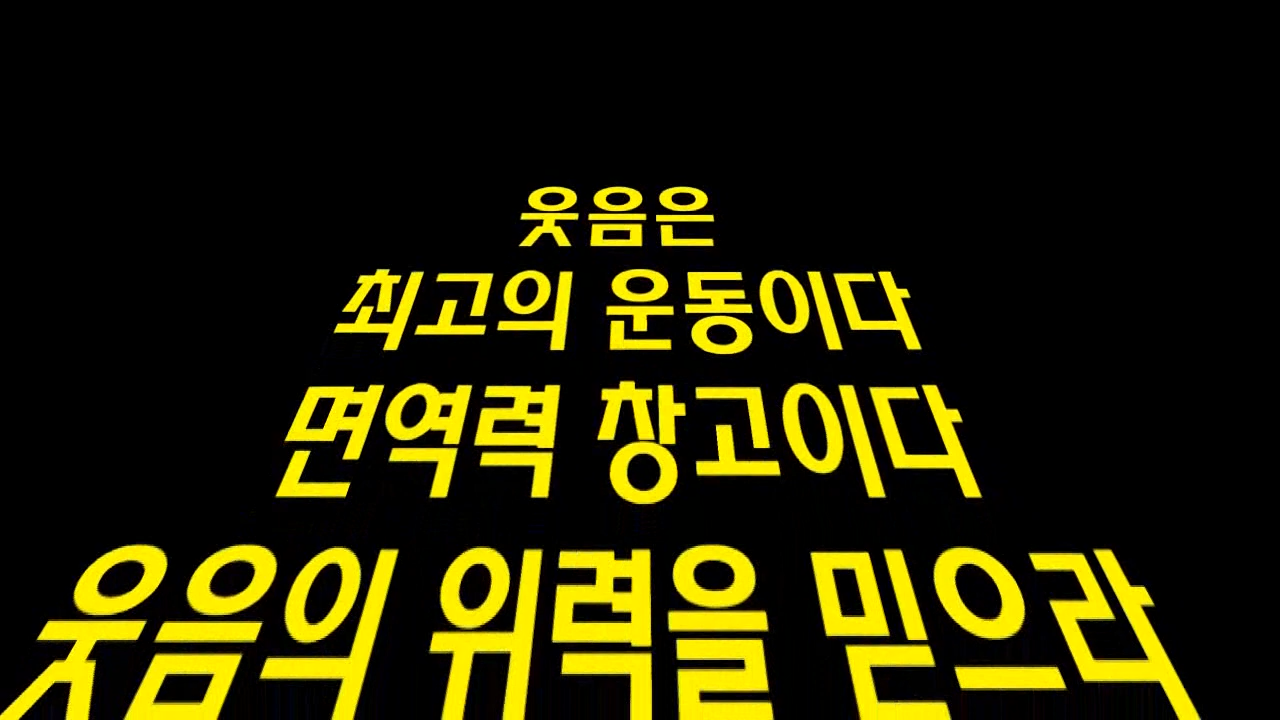 웃음은
최고의 운동이다
면역력 창고이다
웃음의 위력을 믿으라